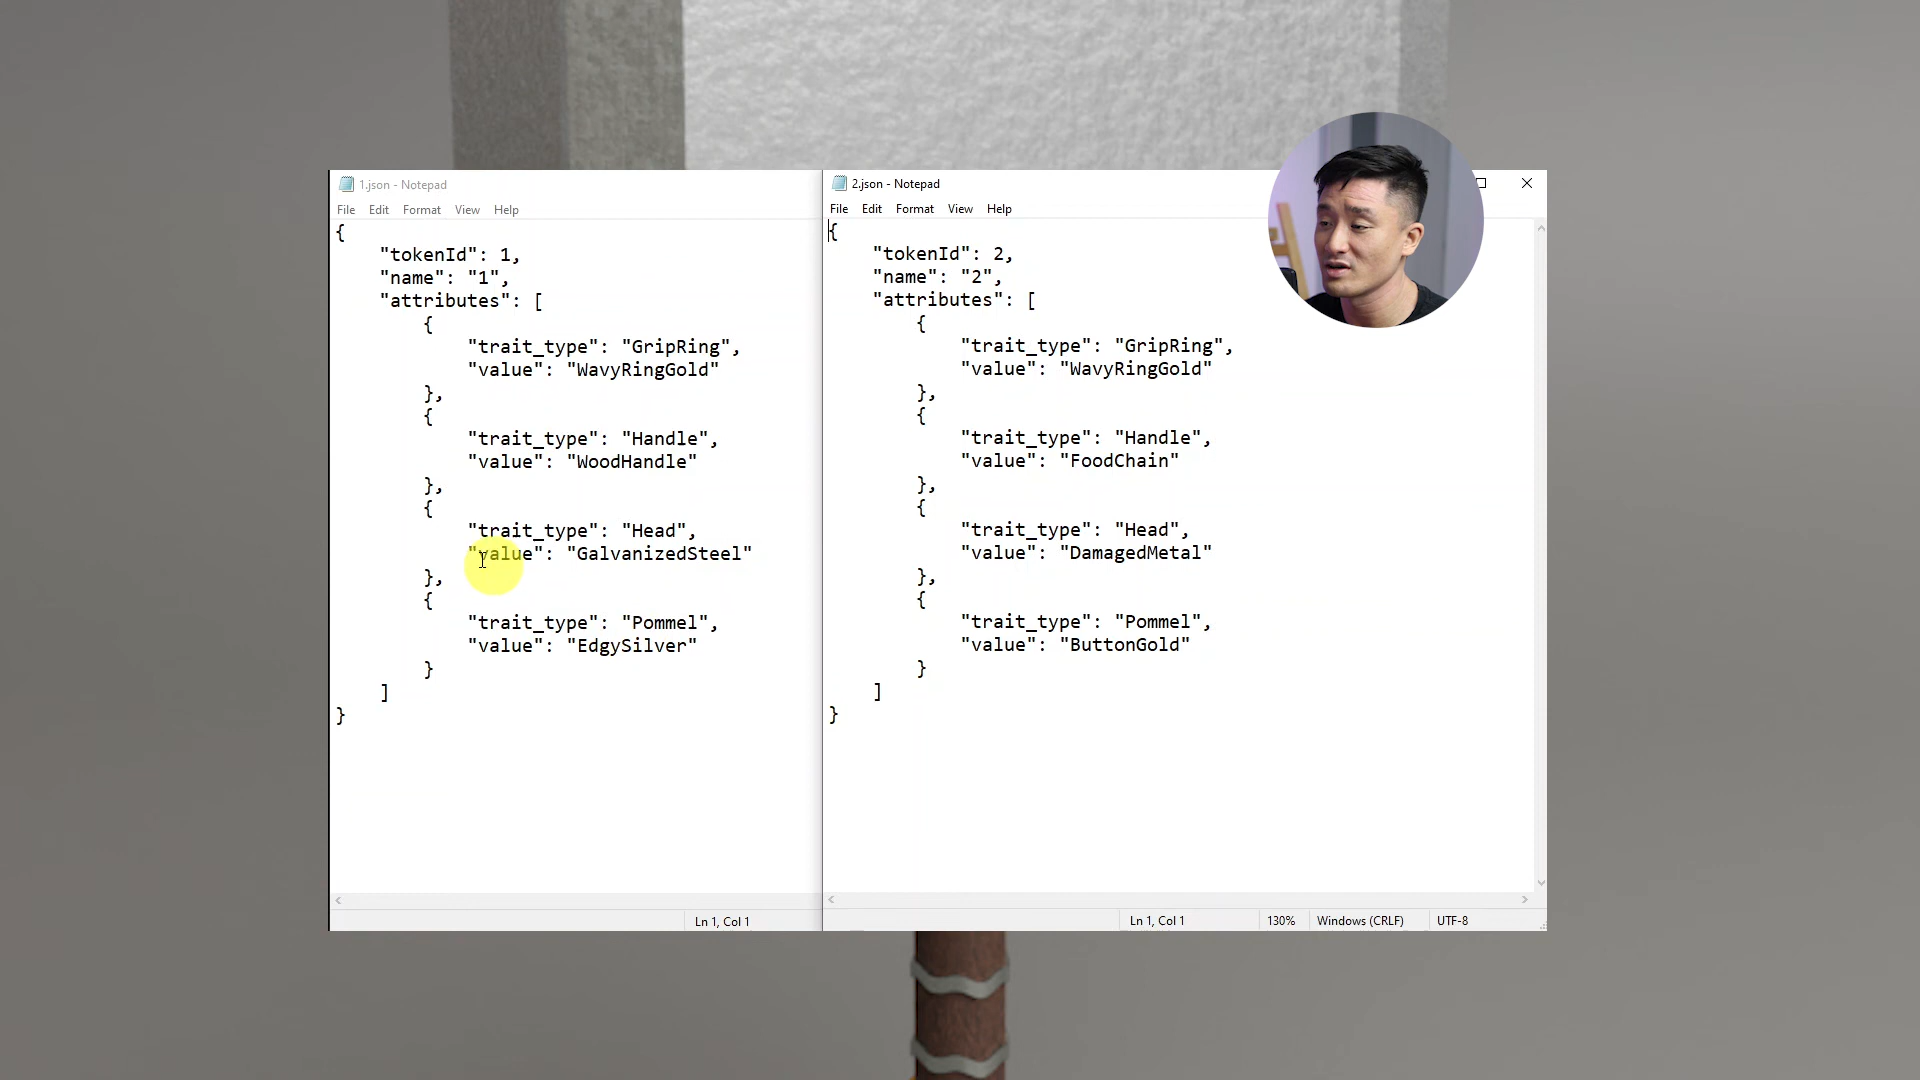 1.json - Notepad
File Edit Format View Help
{
"tokenId": 1,
"name": "1",
"attributes": [
{
"trait_type": "GripRing",
"value": "WavyRingGold"
},
{
"trait_type": "Handle",
"value": "WoodHandle"
},
{
"trait_type": "Head",
"value": "GalvanizedSteel"
},
{
"trait_type": "Pommel",
"value": "EdgySilver"
}
]
}
Ln 1, Col 1
2.json - Notepad
File Edit Format View Help
{
"tokenId": 2,
"name": "2",
"attributes": [
{
"trait_type": "GripRing",
"value": "WavyRingGold"
},
{
"trait_type": "Handle",
"value": "FoodChain"
},
{
"trait_type": "Head",
"value": "DamagedMetal"
},
{
"trait_type": "Pommel",
"value": "ButtonGold"
}
]
}
Ln 1, Col 1 130% Windows (CRLF) UTF-8